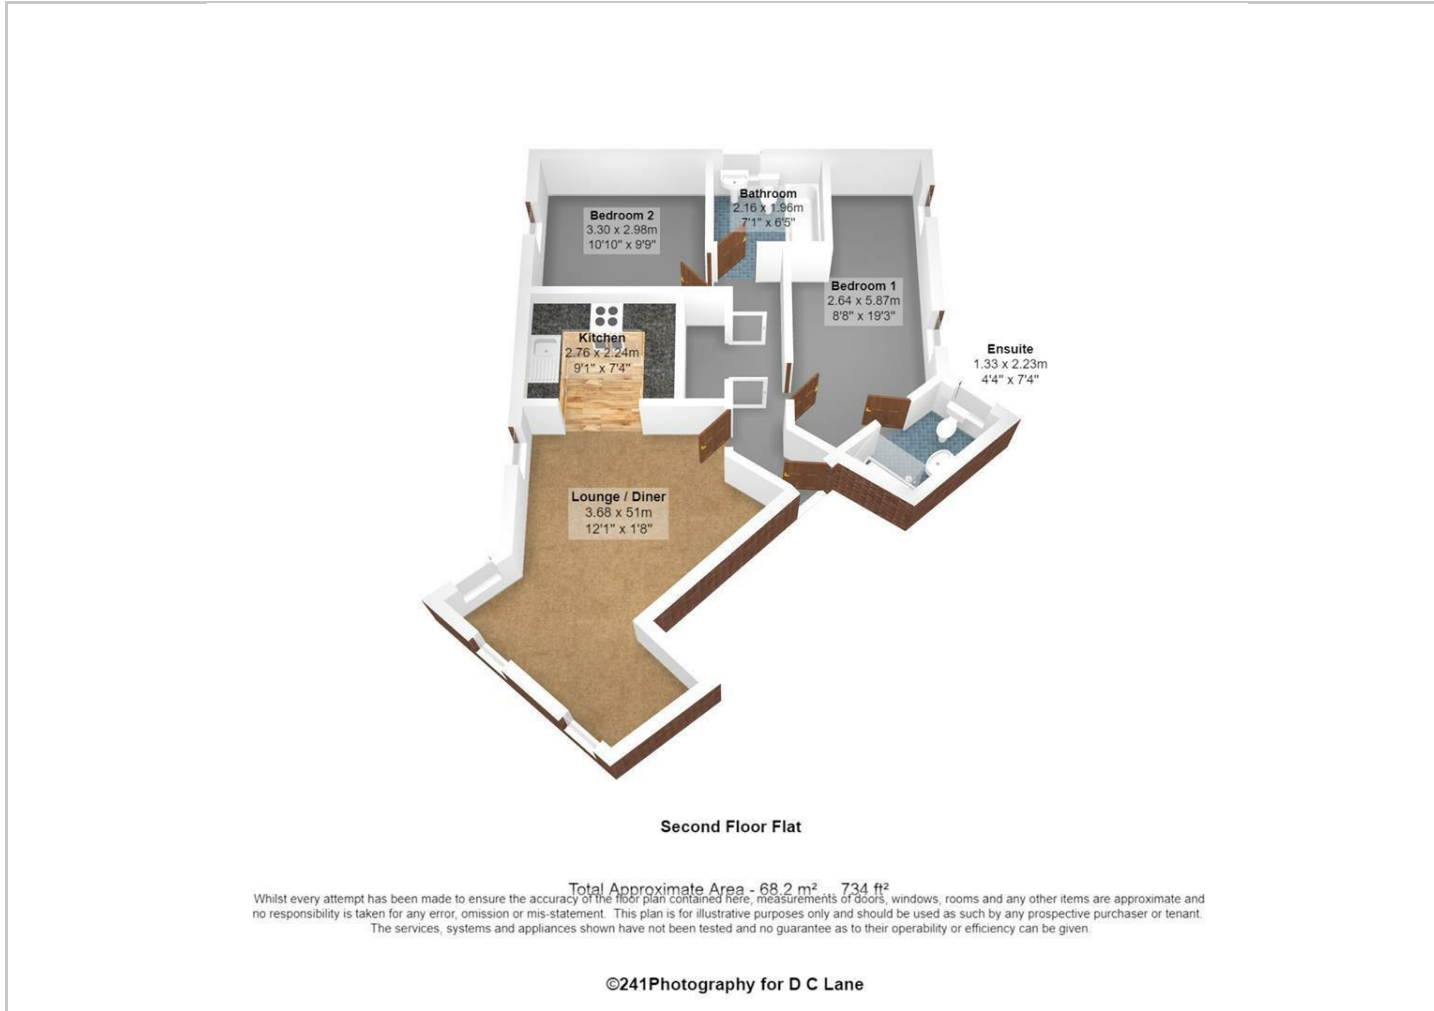 Bathroom
2.16 x 1.96m
7'1" x 6'5"
Bedroom 2
3.30 x 2.98m
10'10" x 9'9"
Bedroom 1
2.64 x 5.87m
8'8" x 19'3"
Kitchen
2.76 x 2.24m
9'1" x 7'4"
Ensuite
1.33 x 2.23m
4'4" x 7'4"
Lounge / Diner
3.68 x 51m
12'1" x 1'8"
Second Floor Flat
Total Approximate Area - 68.2 m² ... 734 ft²
Whilst every attempt has been made to ensure the accuracy of the floor plan contained here, measurements of doors, windows, rooms and any other items are approximate and
no responsibility is taken for any error, omission or mis-statement. This plan is for illustrative purposes only and should be used as such by any prospective purchaser or tenant.
The services, systems and appliances shown have not been tested and no guarantee as to their operability or efficiency can be given.
©241Photography for D C Lane